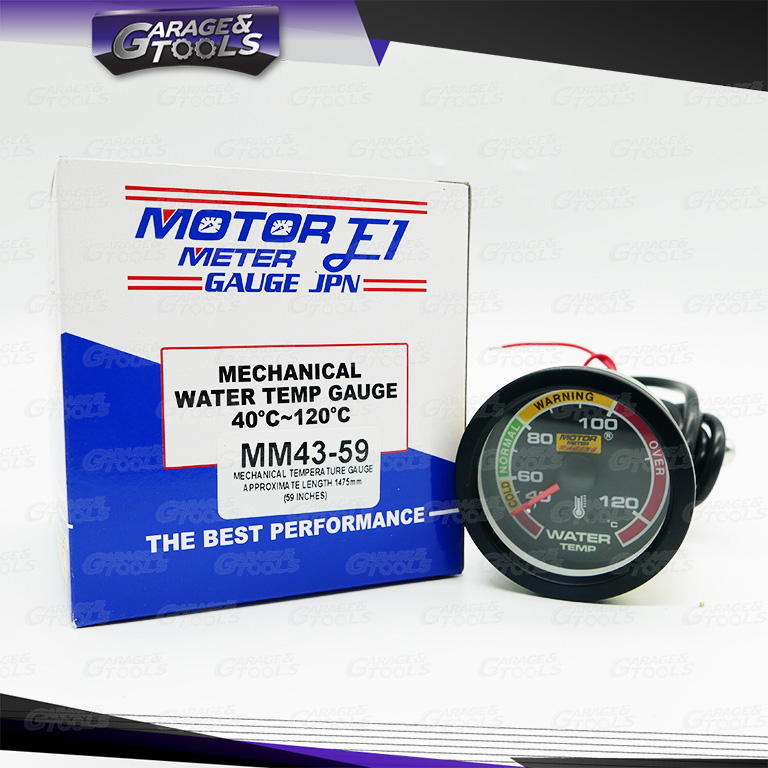 GARAGE&
TOOLS
MOTOR E1
METER
GAUGE JPN
MECHANICAL
WATER TEMP GAUGE
40°C~120°C
MM43-59
MECHANICAL TEMPERATURE GAUGE
APPROXIMATE LENGTH 1475mm
(59 INCHES)
THE BEST PERFORMANCE
COLD NORMAL WARNING OVER
40 60 80 100 120
®
MOTOR
METER
RACING
°C
WATER
TEMP